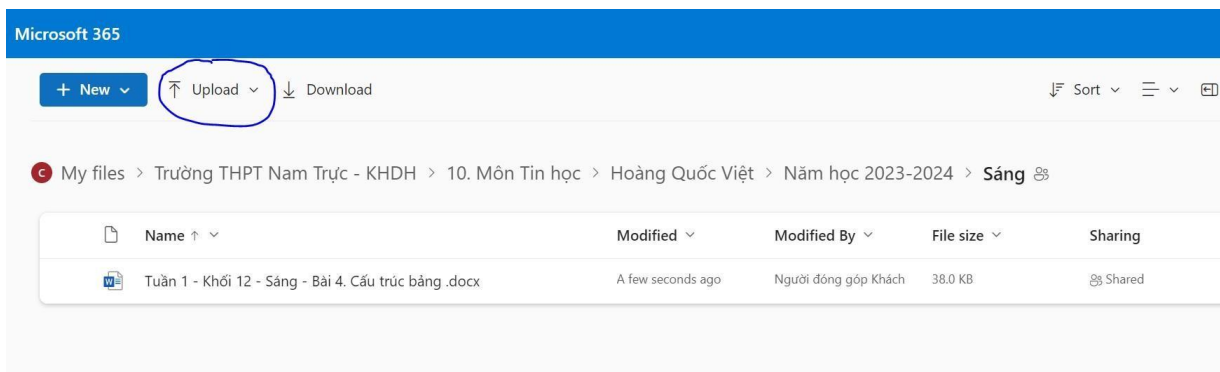 Microsoft 365
+ New Upload Download Sort
C My files > Trường THPT Nam Trực - KHDH > 10. Môn Tin học > Hoàng Quốc Việt > Năm học 2023-2024 > Sáng
Name Modified Modified By File size Sharing
Tuần 1 - Khối 12 - Sáng - Bài 4. Cấu trúc bảng .docx A few seconds ago Người đóng góp Khách 38.0 KB Shared